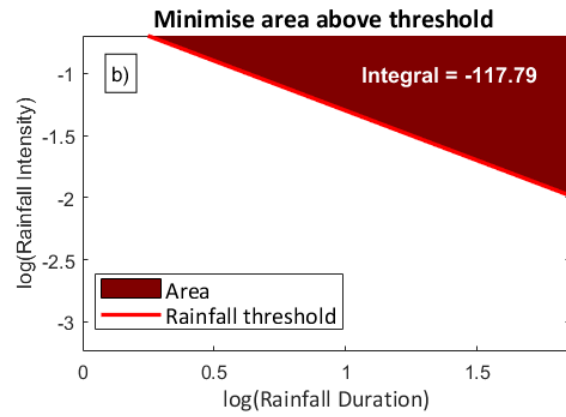 Minimise area above threshold
b)
Integral = -117.79
-1
-1.5
-2
-2.5
-3
log(Rainfall Intensity)
Area
Rainfall threshold
0
0.5
1
1.5
log(Rainfall Duration)